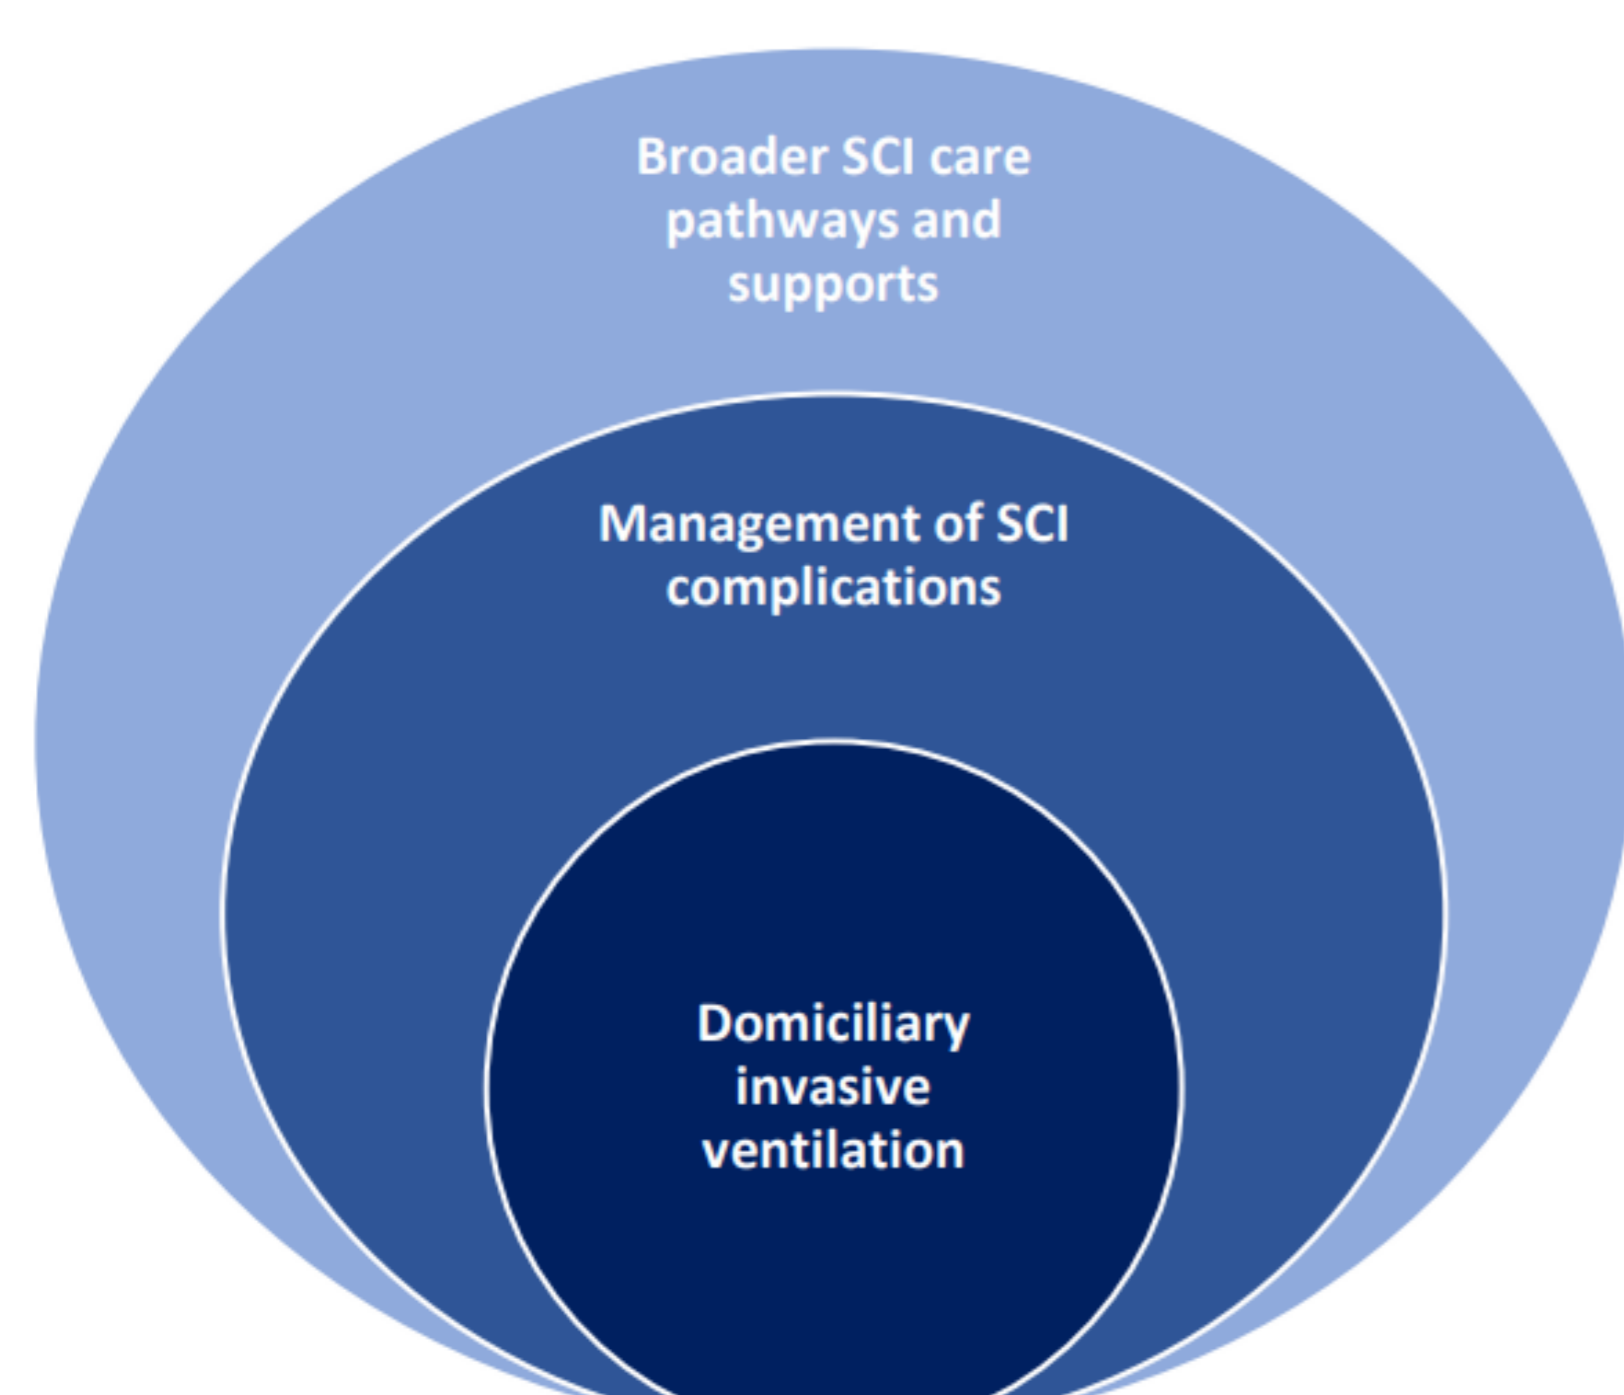 Broader SCI care
pathways and
supports
Management of SCI
complications
Domiciliary
invasive
ventilation